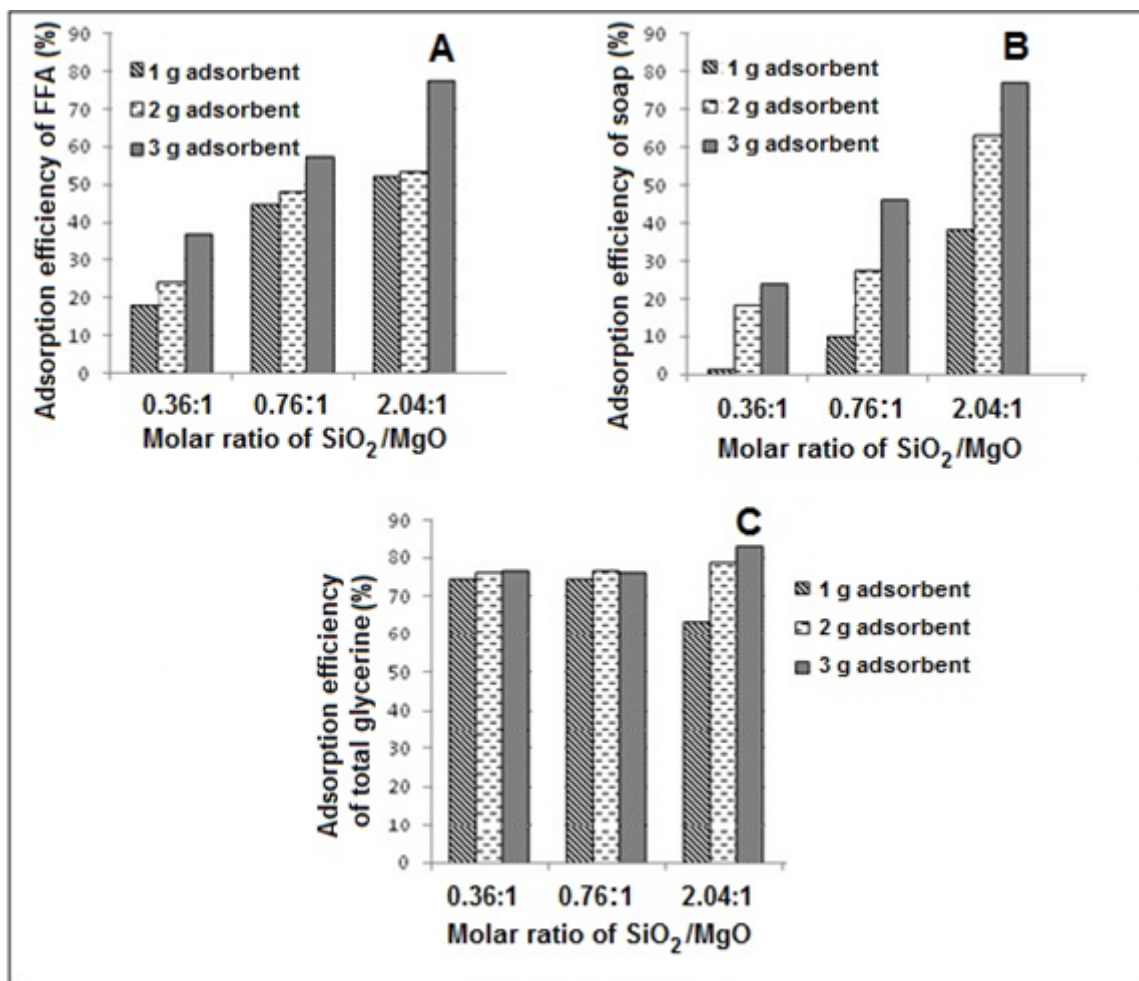 A
Adsorption efficiency of FFA (%)
90
80
70
60
50
40
30
20
10
0
1 g adsorbent
2 g adsorbent
3 g adsorbent
0.36:1 0.76:1 2.04:1
Molar ratio of SiO₂/MgO
B
Adsorption efficiency of soap (%)
90
80
70
60
50
40
30
20
10
0
1 g adsorbent
2 g adsorbent
3 g adsorbent
0.36:1 0.76:1 2.04:1
Molar ratio of SiO₂/MgO
C
Adsorption efficiency
of total glycerine (%)
90
80
70
60
50
40
30
20
10
0
1 g adsorbent
2 g adsorbent
3 g adsorbent
0.36:1 0.76:1 2.04:1
Molar ratio of SiO₂/MgO